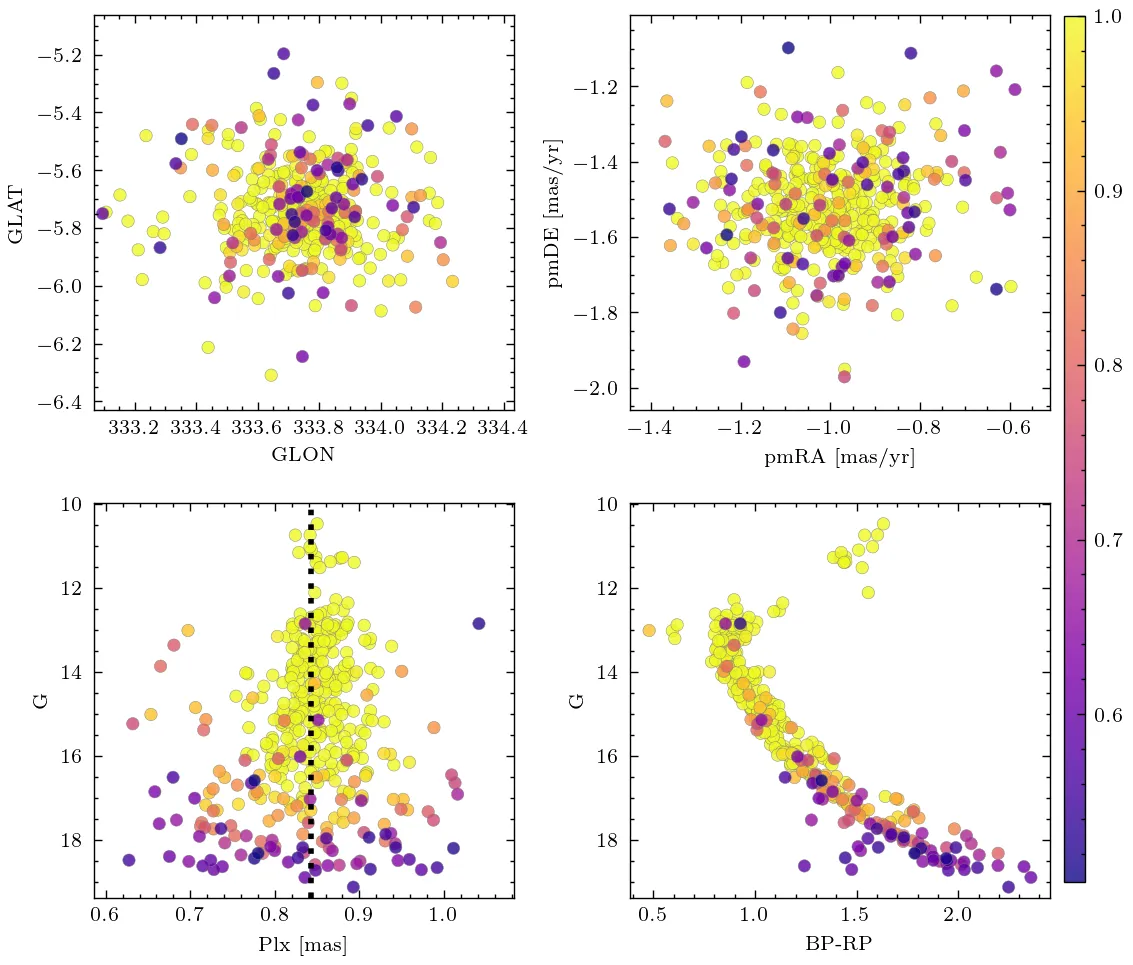 −5.2
−5.4
−5.6
−5.8
−6.0
−6.2
−6.4
GLAT
333.2 333.4 333.6 333.8 334.0 334.2 334.4
GLON
−1.2
−1.4
−1.6
−1.8
−2.0
pmDE [mas/yr]
−1.4 −1.2 −1.0 −0.8 −0.6
pmRA [mas/yr]
1.0
0.9
0.8
0.7
0.6
10
12
14
16
18
G
0.6 0.7 0.8 0.9 1.0
Plx [mas]
10
12
14
16
18
G
0.5 1.0 1.5 2.0
BP-RP